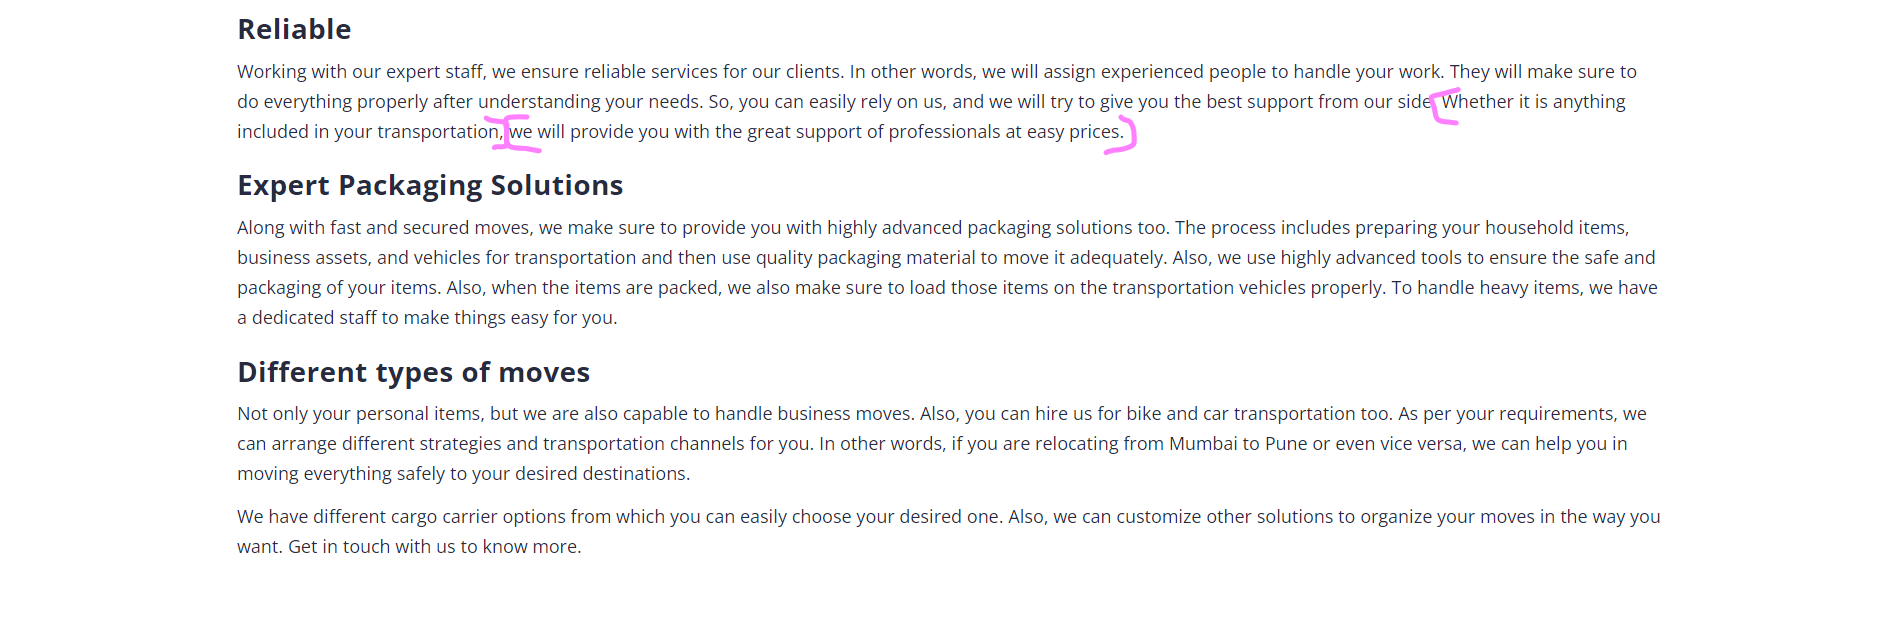 Reliable
Working with our expert staff, we ensure reliable services for our clients. In other words, we will assign experienced people to handle your work. They will make sure to
do everything properly after understanding your needs. So, you can easily rely on us, and we will try to give you the best support from our side. Whether it is anything
included in your transportation, we will provide you with the great support of professionals at easy prices.
Expert Packaging Solutions
Along with fast and secured moves, we make sure to provide you with highly advanced packaging solutions too. The process includes preparing your household items,
business assets, and vehicles for transportation and then use quality packaging material to move it adequately. Also, we use highly advanced tools to ensure the safe and
packaging of your items. Also, when the items are packed, we also make sure to load those items on the transportation vehicles properly. To handle heavy items, we have
a dedicated staff to make things easy for you.
Different types of moves
Not only your personal items, but we are also capable to handle business moves. Also, you can hire us for bike and car transportation too. As per your requirements, we
can arrange different strategies and transportation channels for you. In other words, if you are relocating from Mumbai to Pune or even vice versa, we can help you in
moving everything safely to your desired destinations.
We have different cargo carrier options from which you can easily choose your desired one. Also, we can customize other solutions to organize your moves in the way you
want. Get in touch with us to know more.